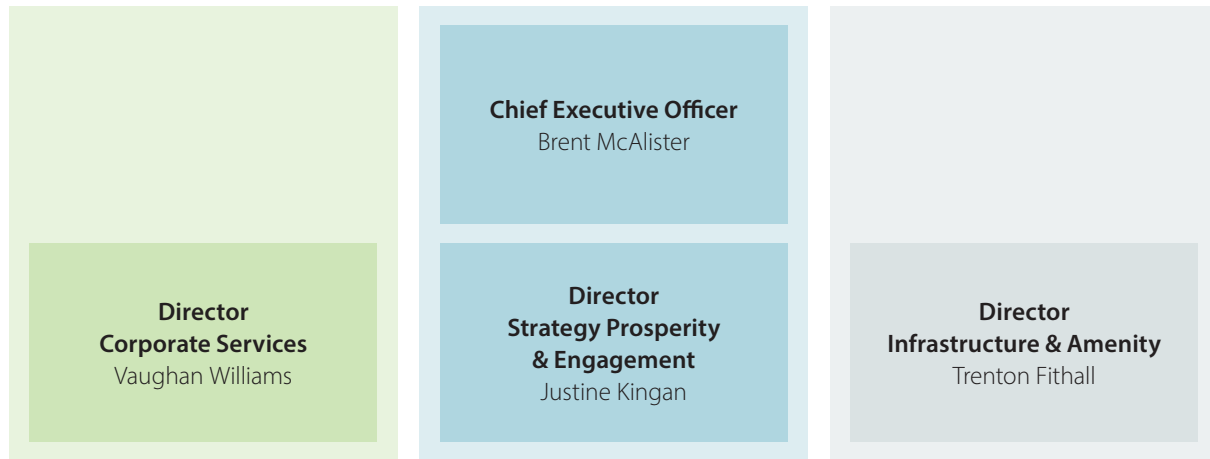 Chief Executive Officer
Brent McAlister
Director
Corporate Services
Vaughan Williams
Director
Strategy Prosperity
& Engagement
Justine Kingan
Director
Infrastructure & Amenity
Trenton Fithall